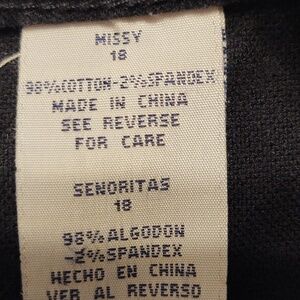 MISSY
18
98%COTTON-2%SPANDEX
MADE IN CHINA
SEE REVERSE
FOR CARE
SENORITAS
18
98%ALGODON
-2%SPANDEX
HECHO EN CHINA
VER AL REVERSO